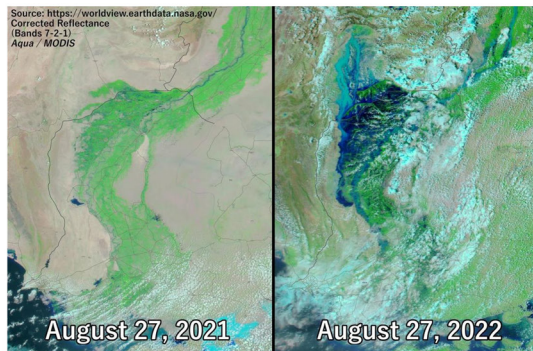 Source: https://worldview.earthdata.nasa.gov/
Corrected Reflectance
(Bands 7-2-1)
Aqua / MODIS
August 27, 2021
August 27, 2022